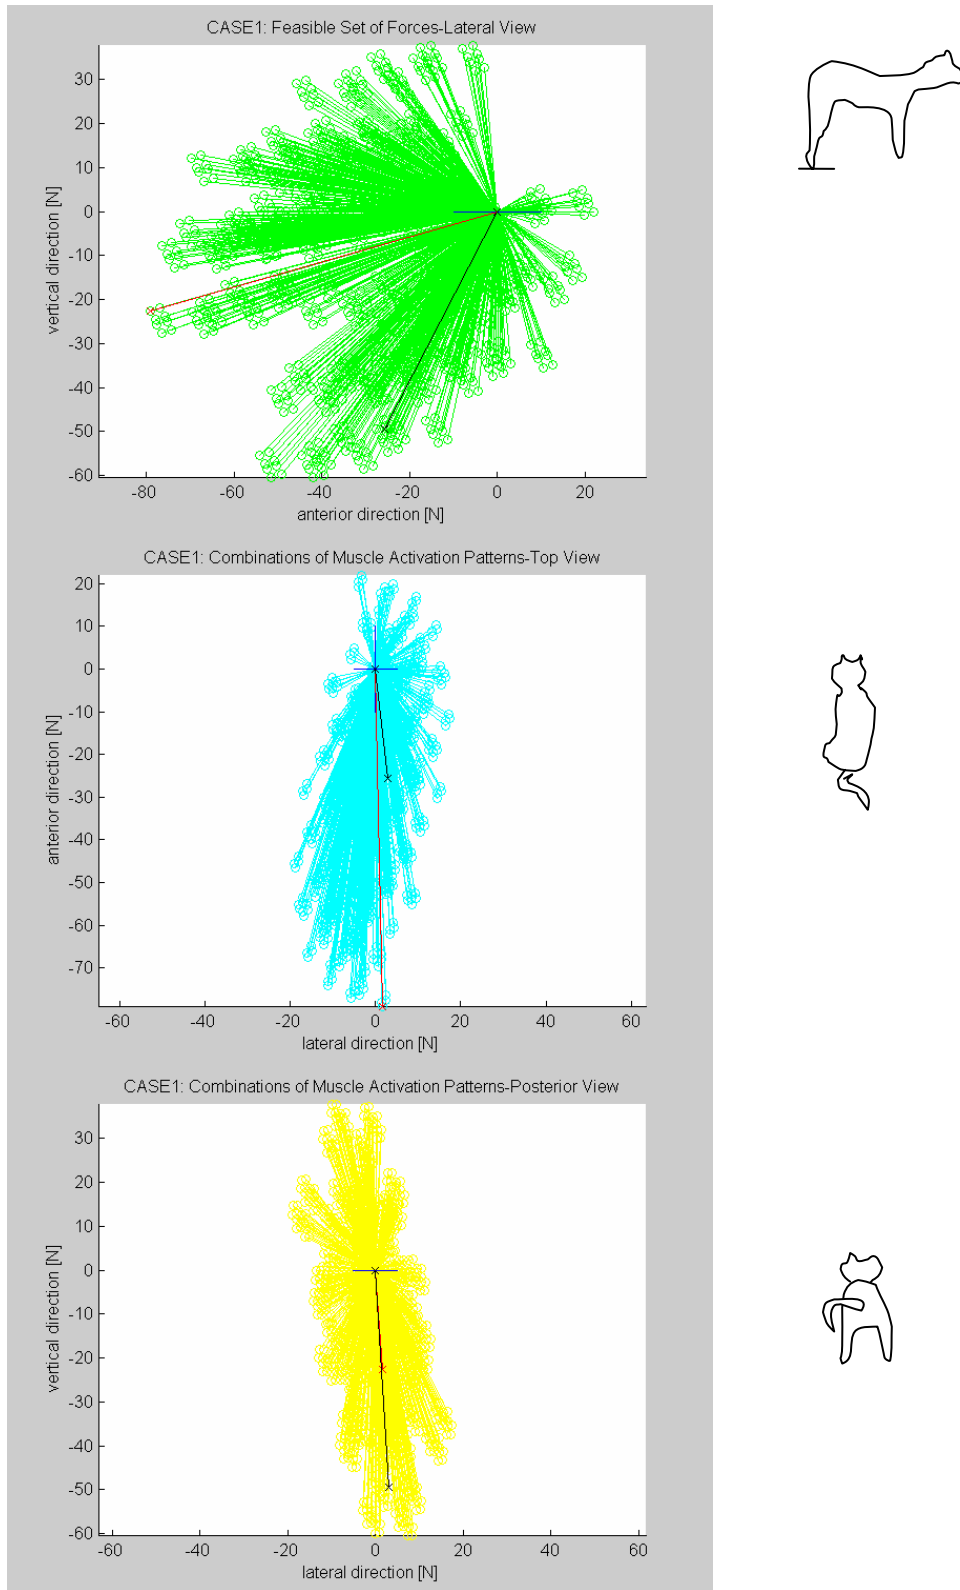 CASE1: Feasible Set of Forces-Lateral View
30
20
10
0
-10
-20
-30
-40
-50
-60
vertical direction [N]
-80 -60 -40 -20 0 20
anterior direction [N]
CASE1: Combinations of Muscle Activation Patterns-Top View
20
10
0
-10
-20
-30
-40
-50
-60
-70
anterior direction [N]
-60 -40 -20 0 20 40 60
lateral direction [N]
CASE1: Combinations of Muscle Activation Patterns-Posterior View
30
20
10
0
-10
-20
-30
-40
-50
-60
vertical direction [N]
-60 -40 -20 0 20 40 60
lateral direction [N]